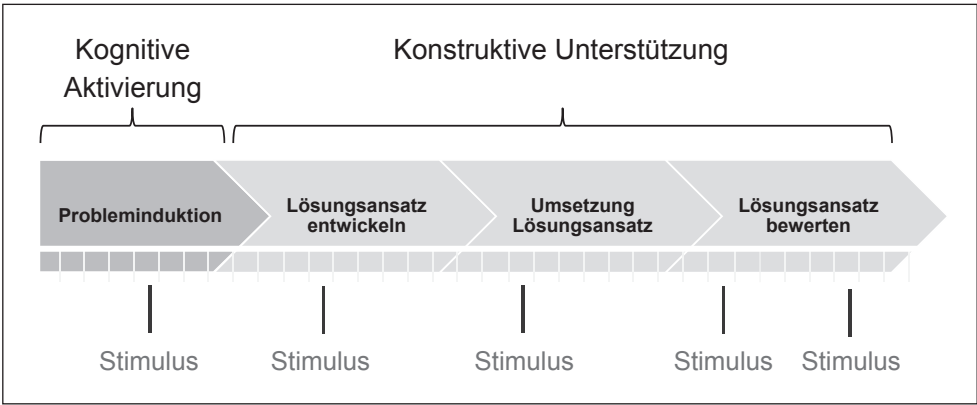 Kognitive
Aktivierung
Konstruktive Unterstützung
Probleminduktion
Lösungsansatz
entwickeln
Umsetzung
Lösungsansatz
Lösungsansatz
bewerten
Stimulus
Stimulus
Stimulus
Stimulus
Stimulus